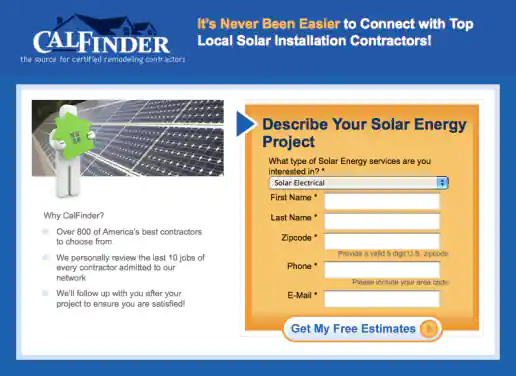 CALFINDER
the source for certified remodeling contractors
It's Never Been Easier to Connect with Top
Local Solar Installation Contractors!
Why CalFinder?
Over 800 of America's best contractors
to choose from
We personally review the last 10 jobs of
every contractor admitted to our
network
We'll follow up with you after your
project to ensure you are satisfied!
Describe Your Solar Energy
Project
What type of Solar Energy services are you
interested in? *
Solar Electrical
First Name *
Last Name *
Zipcode *
Provide a valid 5 digit U.S. zipcode
Phone *
Please include your area code
E-Mail *
Get My Free Estimates